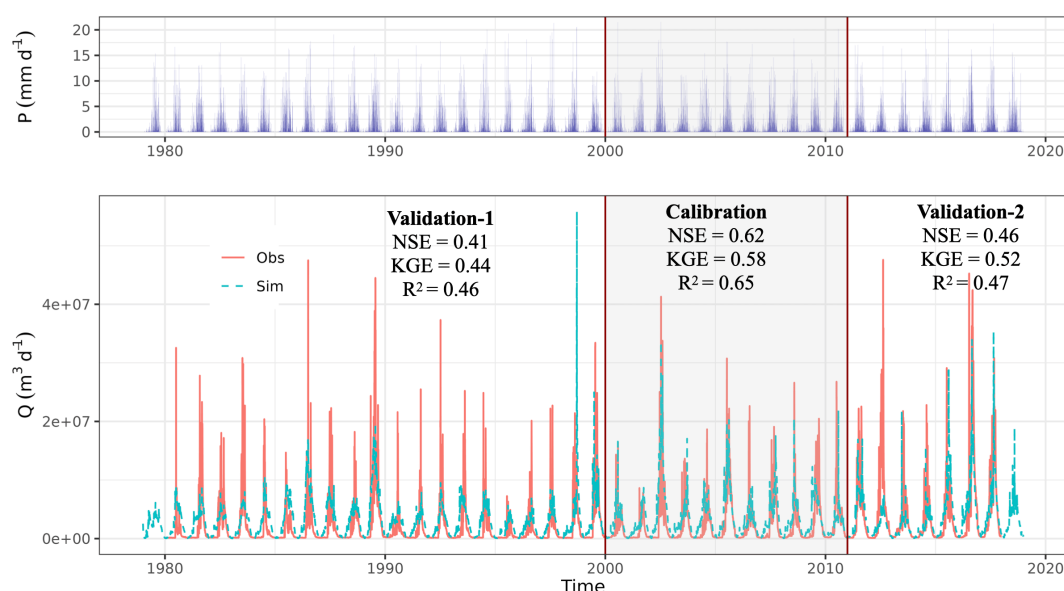 P (mm d⁻¹)
20
15
10
5
0
1980
1990
2000
2010
2020
Validation-1
NSE = 0.41
KGE = 0.44
R² = 0.46
Calibration
NSE = 0.62
KGE = 0.58
R² = 0.65
Validation-2
NSE = 0.46
KGE = 0.52
R² = 0.47
Obs
Sim
Q (m³ d⁻¹)
4e+07
2e+07
0e+00
1980
1990
2000
2010
2020
Time